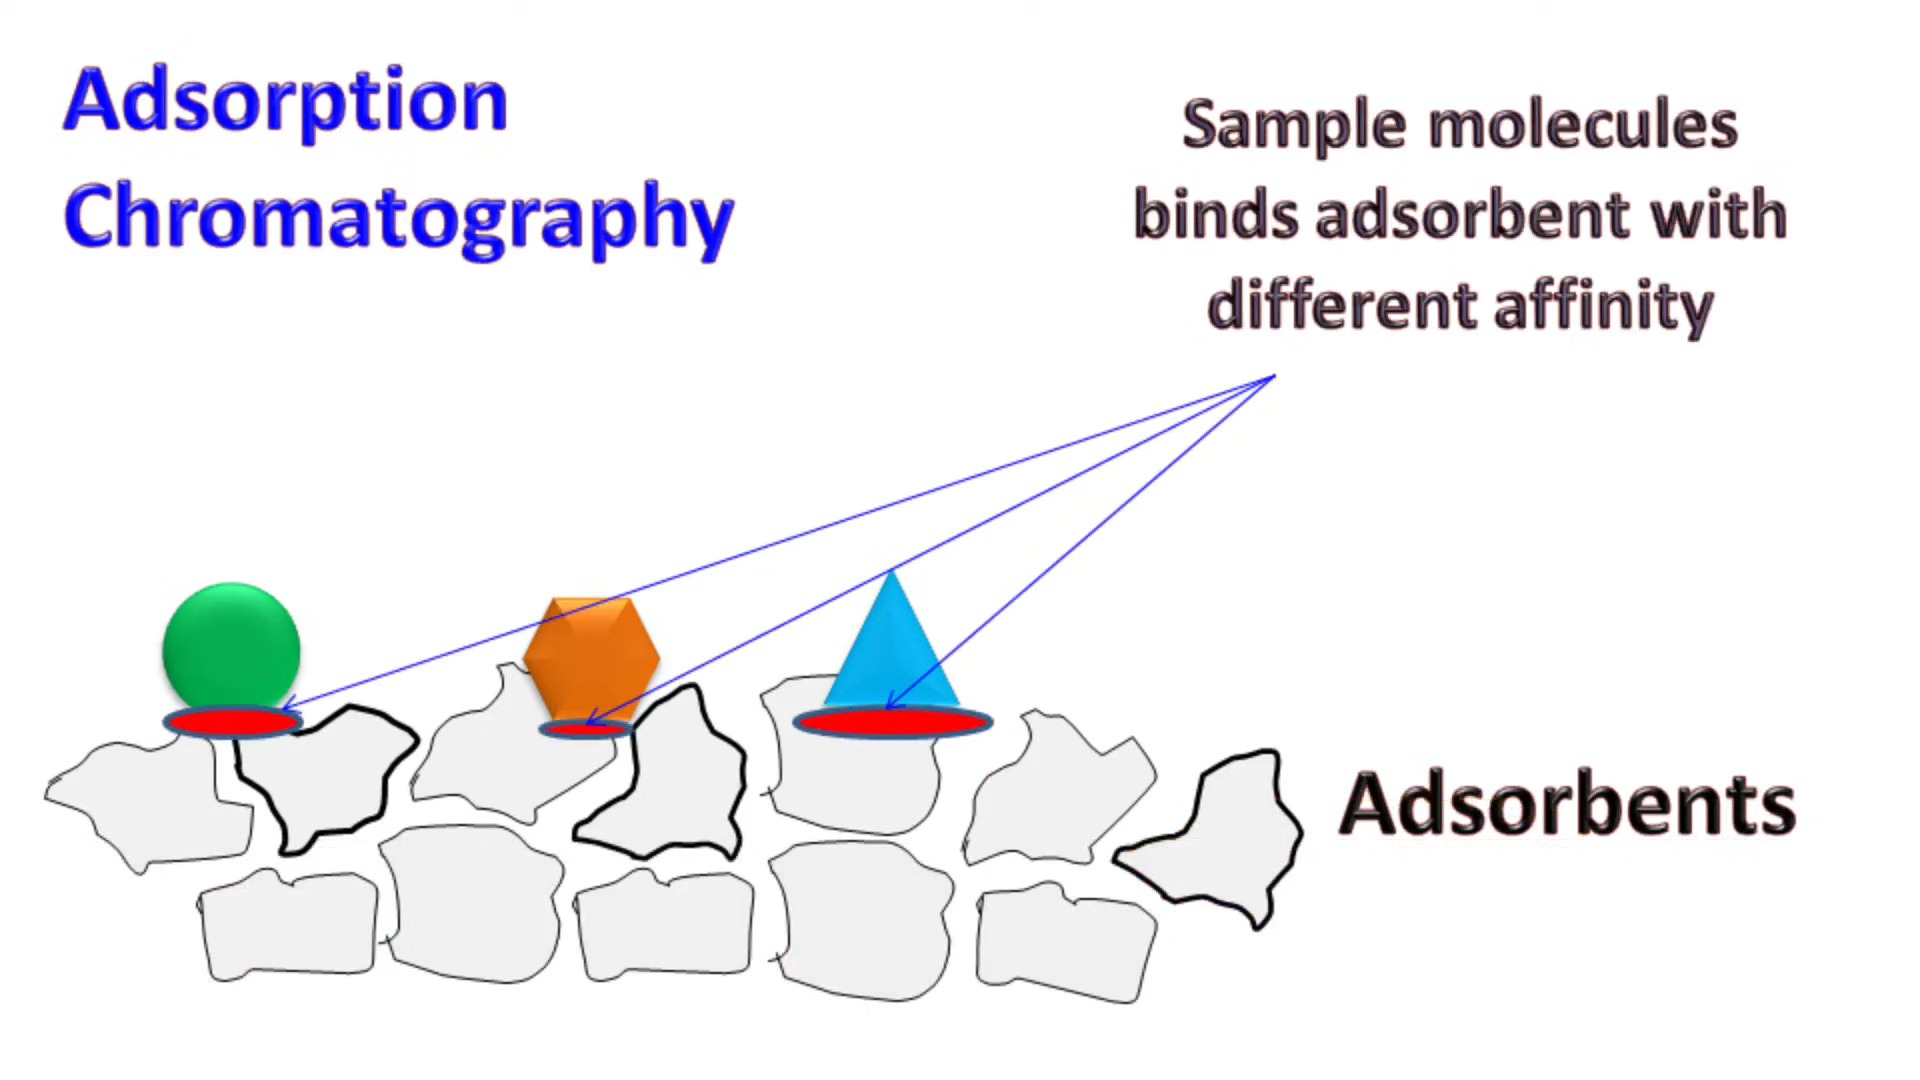 Adsorption
Chromatography
Sample molecules
binds adsorbent with
different affinity
Adsorbents